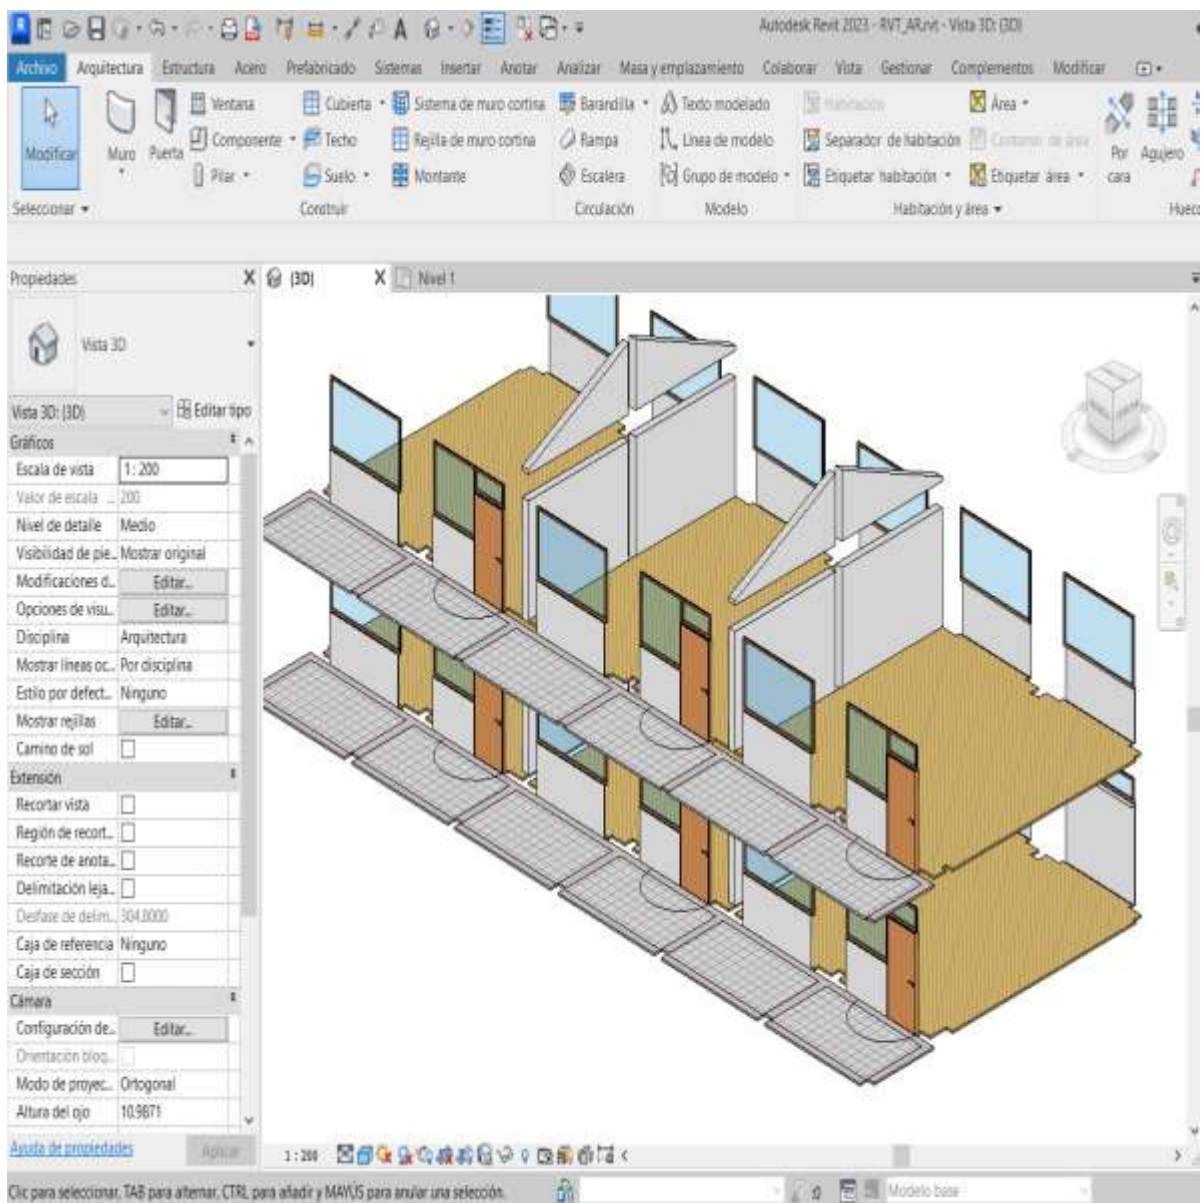 Autodesk Revit 2023 - RVT_AR.rvt - Vista 3D: (3D)
Archivo Arquitectura Estructura Acero Prefabricado Sistemas Insertar Anotar Analizar Masa y emplazamiento Colaborar Vista Gestionar Complementos Modificar
Modificar
Muro
Puerta
Ventana
Componente
Pilar
Cubierta
Techo
Suelo
Sistema de muro cortina
Rejilla de muro cortina
Montante
Barandilla
Rampa
Escalera
Texto modelado
Línea de modelo
Grupo de modelo
Habitación
Separador de habitación
Etiquetar habitación
Área
Contorno de área
Etiquetar área
Por cara
Agujero
Seleccionar Construir Circulación Modelo Habitación y área Huec
Propiedades X (3D) X Nivel 1
Vista 3D
Vista 3D: (3D) Editar tipo
Gráficos
Escala de vista 1 : 200
Valor de escala ... 200
Nivel de detalle Medio
Visibilidad de pie... Mostrar original
Modificaciones d... Editar...
Opciones de visu... Editar...
Disciplina Arquitectura
Mostrar líneas oc... Por disciplina
Estilo por defect... Ninguno
Mostrar rejillas Editar...
Camino de sol
Extensión
Recortar vista
Región de recort...
Recorte de anota...
Delimitación leja...
Desfase de delim... 304.8000
Caja de referencia Ninguno
Caja de sección
Cámara
Configuración de... Editar...
Orientación bloq...
Modo de proyec... Ortogonal
Altura del ojo 10.9871
Ayuda de propiedades Aplicar 1 : 200
Clic para seleccionar, TAB para alternar, CTRL para añadir y MAYÚS para anular una selección. :0 Modelo base